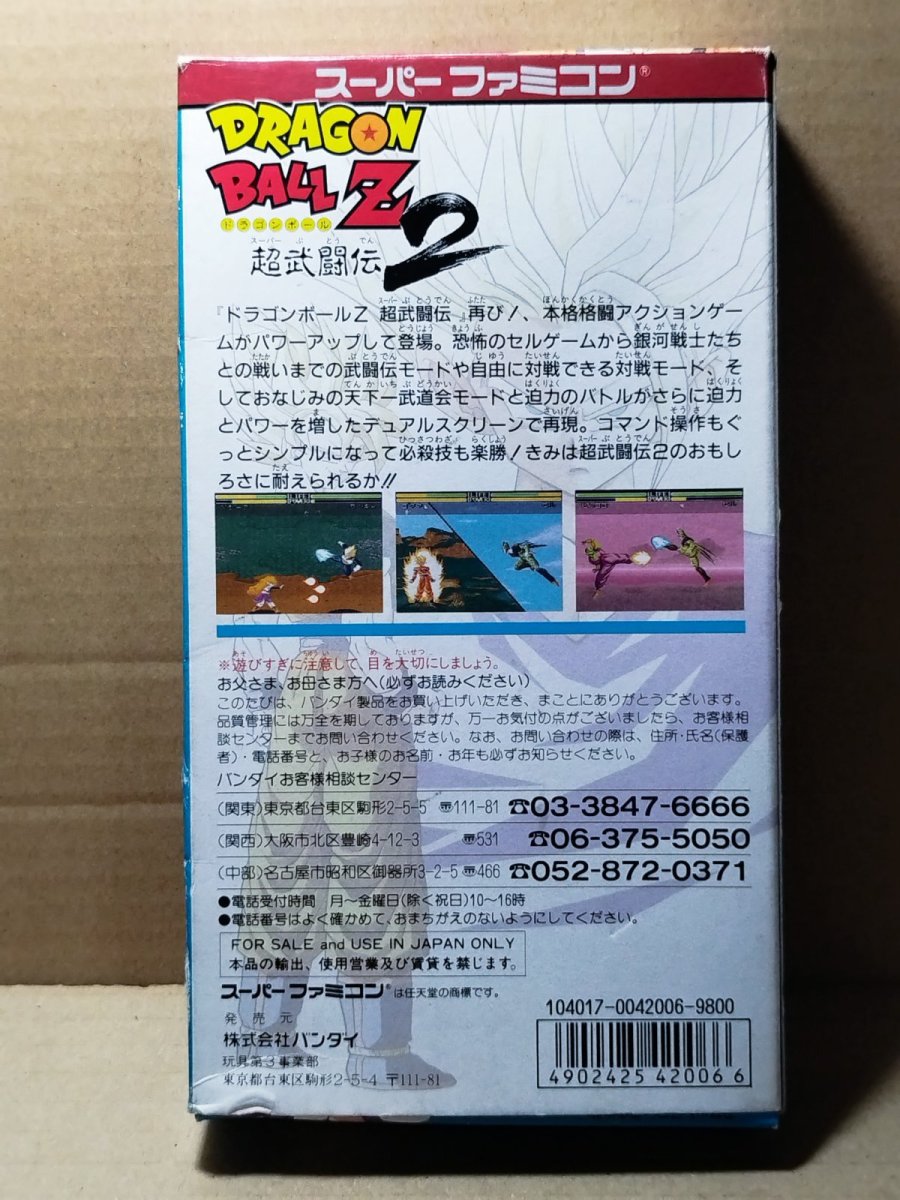 スーパーファミコン®
DRAGON
BALL Z
ドラゴンボール
スーパー ぶ とう でん
超武闘伝2
『ドラゴンボールZ 超武闘伝』再び!、本格格闘アクションゲー
ムがパワーアップして登場。恐怖のセルゲームから銀河戦士たち
との戦いまでの武闘伝モードや自由に対戦できる対戦モード、そ
しておなじみの天下一武道会モードと迫力のバトルがさらに迫力
とパワーを増したデュアルスクリーンで再現。コマンド操作もぐ
っとシンプルになって必殺技も楽勝!きみは超武闘伝2のおもし
ろさに耐えられるか!!
※遊びすぎに注意して、目を大切にしましょう。
お父さま、お母さま方へ(必ずお読みください)
このたびは、バンダイ製品をお買い上げいただき、まことにありがとうございます。
品質管理には万全を期しておりますが、万一お気付の点がございましたら、お客様相
談センターまでお問い合わせください。なお、お問い合わせの際は、住所・氏名(保護
者)・電話番号と、お子様のお名前・お年も必ずお知らせください。
バンダイお客様相談センター
(関東)東京都台東区駒形2-5-5 〠111-81 ☎03-3847-6666
(関西)大阪市北区豊崎4-12-3 〠531 ☎06-375-5050
(中部)名古屋市昭和区御器所3-2-5 〠466 ☎052-872-0371
●電話受付時間 月〜金曜日(除く祝日)10〜16時
●電話番号はよく確かめて、おまちがえのないようにしてください。
FOR SALE and USE IN JAPAN ONLY
本品の輸出、使用営業及び賃貸を禁じます。
スーパーファミコン®は任天堂の商標です。
発売元
株式会社バンダイ
玩具第3事業部
東京都台東区駒形2-5-4 〒111-81
104017-0042006-9800
4902425420066